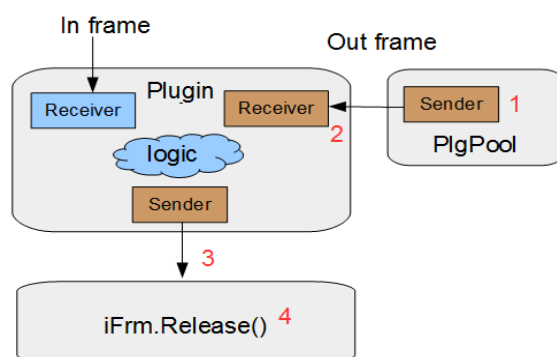 In frame
Out frame
Plugin
Receiver
Receiver
Sender
1
2
PlgPool
logic
Sender
3
iFrm.Release()
4